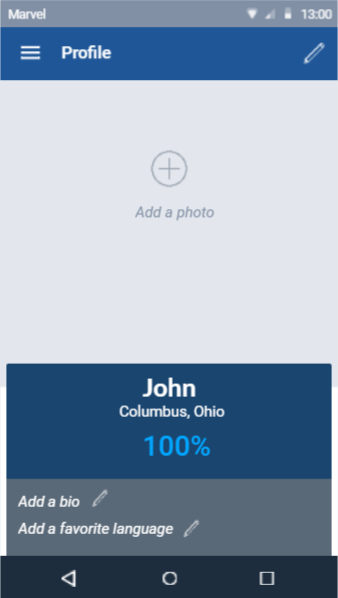 Marvel 13:00
Profile
Add a photo
John
Columbus, Ohio
100%
Add a bio
Add a favorite language